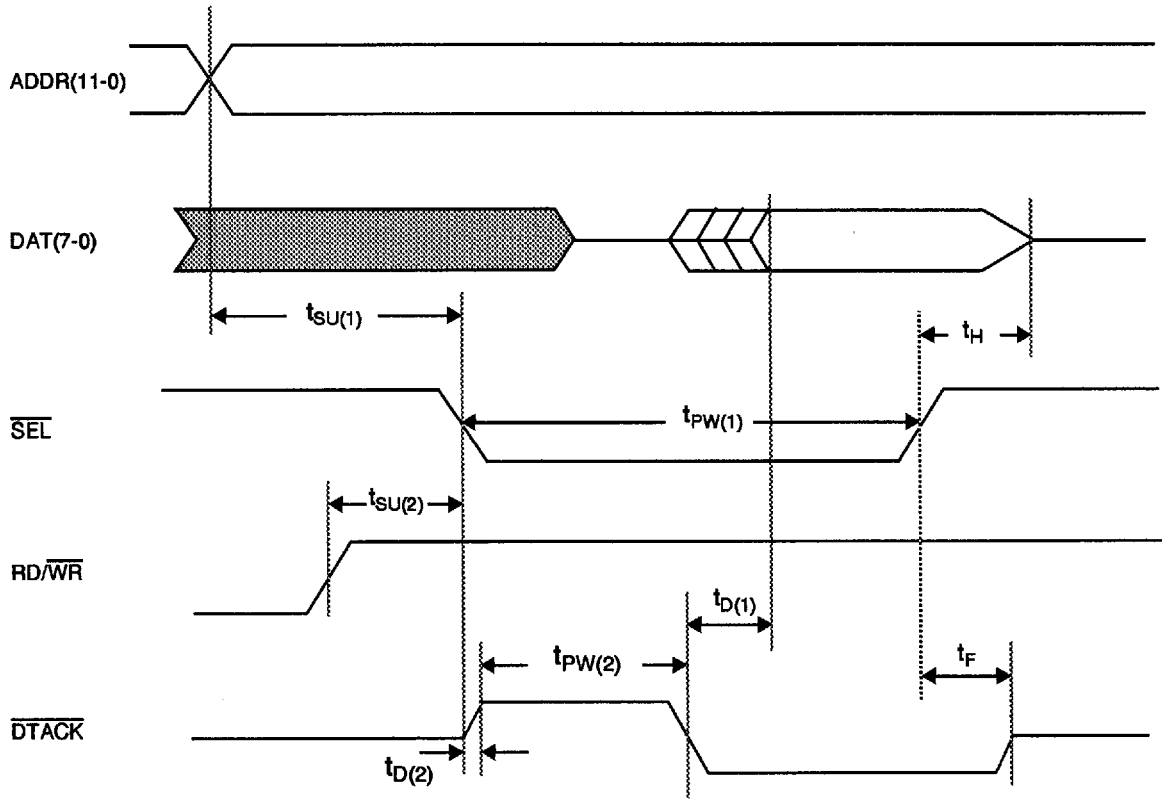 ADDR(11-0)
DAT(7-0)
tSU(1)
tH
SEL
tPW(1)
tSU(2)
RD/WR
tD(1)
tPW(2)
tF
DTACK
tD(2)